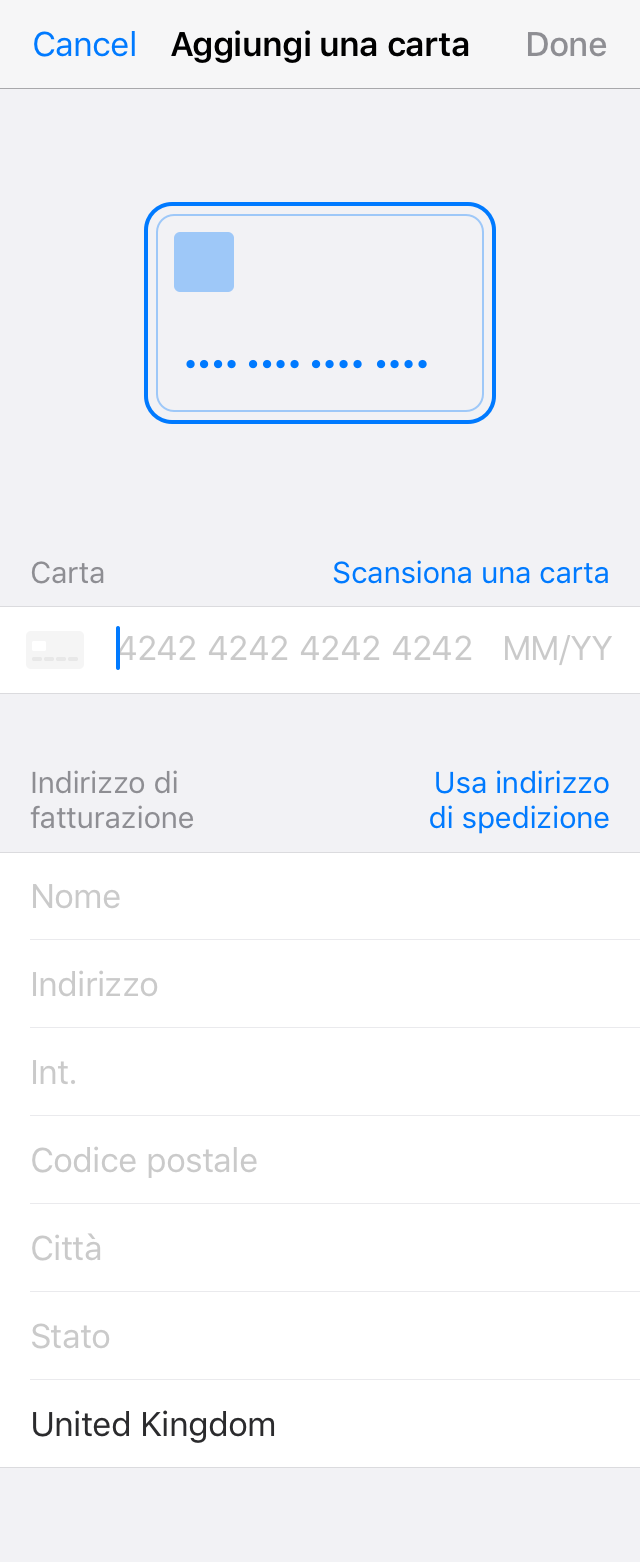 Cancel Aggiungi una carta Done
•••• •••• •••• ••••
Carta Scansiona una carta
4242 4242 4242 4242 MM/YY
Indirizzo di fatturazione
Usa indirizzo di spedizione
Nome
Indirizzo
Int.
Codice postale
Città
Stato
United Kingdom